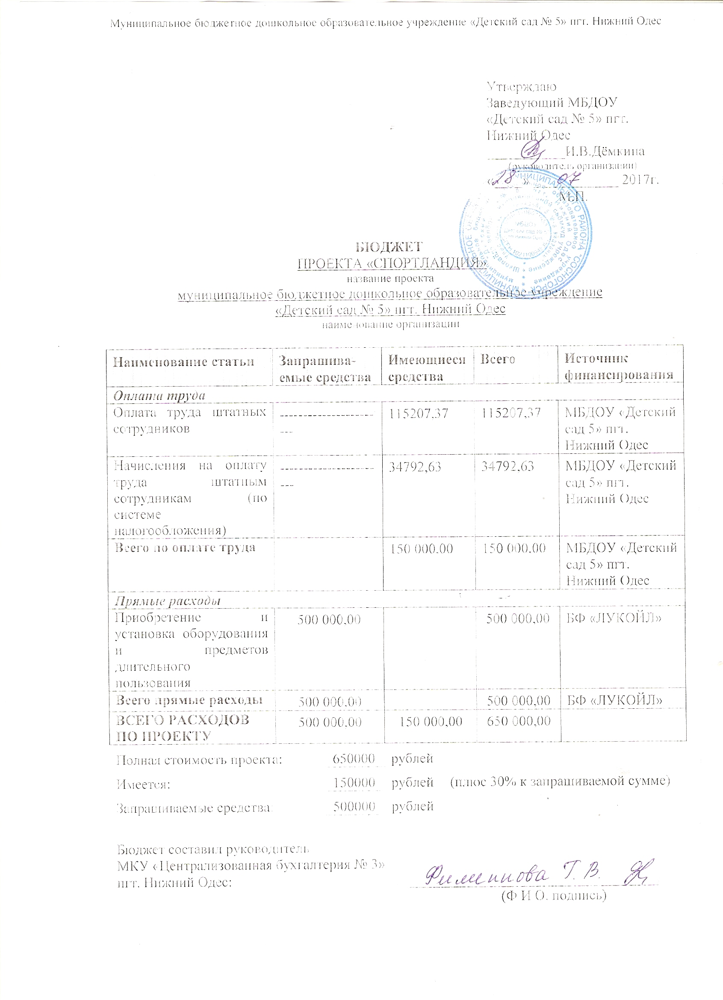 Муниципальное бюджетное дошкольное образовательное учреждение «Детский сад № 5» пгт. Нижний Одес
Утверждаю
Заведующий МБДОУ
«Детский сад № 5» пгт.
Нижний Одес
____________И.В.Дёмкина
(руководитель организации)
«28» 07 2017г.
М.П.
БЮДЖЕТ
ПРОЕКТА «СПОРТЛАНДИЯ»
название проекта
муниципальное бюджетное дошкольное образовательное учреждение
«Детский сад № 5» пгт. Нижний Одес
наименование организации
Наименование статьи
Запрашива-
емые средства
Имеющиеся
средства
Всего
Источник
финансирования
Оплата труда
Оплата труда штатных
сотрудников
115207,37
115207,37
МБДОУ «Детский
сад 5» пгт.
Нижний Одес
Начисления на оплату
труда штатным
сотрудникам (по
системе
налогообложения)
34792,63
34792,63
МБДОУ «Детский
сад 5» пгт.
Нижний Одес
Всего по оплате труда
150 000.00
150 000.00
МБДОУ «Детский
сад 5» пгт.
Нижний Одес
Прямые расходы
Приобретение и
установка оборудования
и предметов
длительного
пользования
500 000,00
500 000,00
БФ «ЛУКОЙЛ»
Всего прямые расходы
500 000,00
500 000,00
БФ «ЛУКОЙЛ»
ВСЕГО РАСХОДОВ
ПО ПРОЕКТУ
500 000,00
150 000,00
650 000,00
Полная стоимость проекта: 650000 рублей
Имеется: 150000 рублей (плюс 30% к запрашиваемой сумме)
Запрашиваемые средства: 500000 рублей
Бюджет составил руководитель
МКУ «Централизованная бухгалтерия № 3»
пгт. Нижний Одес:
Т. В.
(Ф И О. подпись)